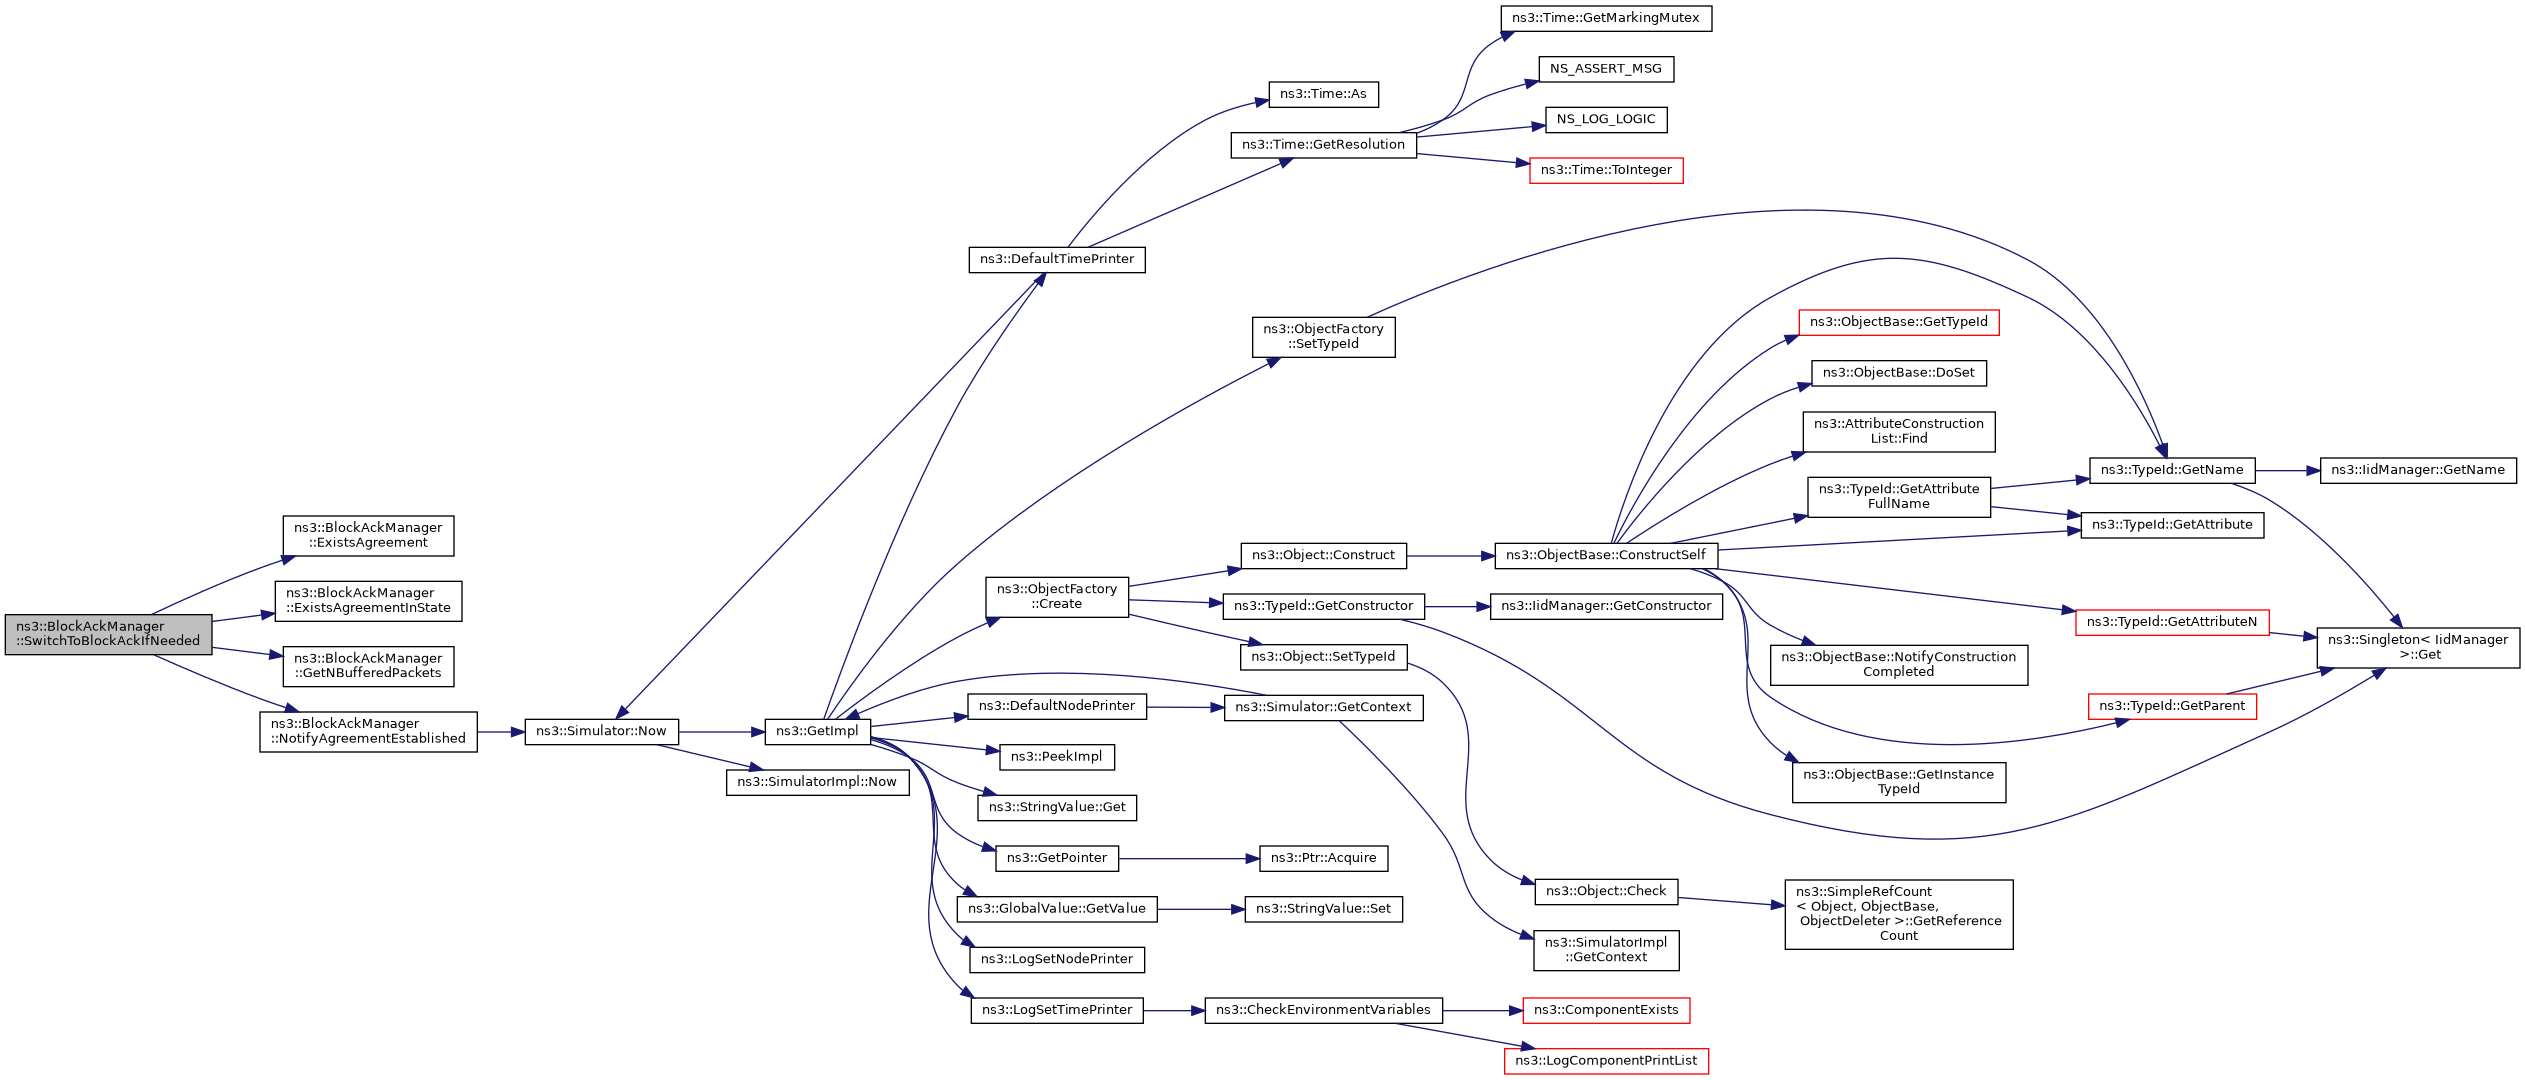 ns3::BlockAckManager
::SwitchToBlockAckIfNeeded
ns3::BlockAckManager
::ExistsAgreement
ns3::BlockAckManager
::ExistsAgreementInState
ns3::BlockAckManager
::GetNBufferedPackets
ns3::BlockAckManager
::NotifyAgreementEstablished
ns3::Simulator::Now
ns3::GetImpl
ns3::SimulatorImpl::Now
ns3::DefaultTimePrinter
ns3::Time::As
ns3::Time::GetResolution
ns3::Time::GetMarkingMutex
NS_ASSERT_MSG
NS_LOG_LOGIC
ns3::Time::ToInteger
ns3::ObjectFactory
::SetTypeId
ns3::ObjectFactory
::Create
ns3::Object::Construct
ns3::TypeId::GetConstructor
ns3::Object::SetTypeId
ns3::DefaultNodePrinter
ns3::Simulator::GetContext
ns3::PeekImpl
ns3::StringValue::Get
ns3::GetPointer
ns3::Ptr::Acquire
ns3::GlobalValue::GetValue
ns3::StringValue::Set
ns3::LogSetNodePrinter
ns3::LogSetTimePrinter
ns3::CheckEnvironmentVariables
ns3::ComponentExists
ns3::LogComponentPrintList
ns3::ObjectBase::ConstructSelf
ns3::IidManager::GetConstructor
ns3::Object::Check
ns3::SimulatorImpl
::GetContext
ns3::ObjectBase::GetTypeId
ns3::ObjectBase::DoSet
ns3::AttributeConstruction
List::Find
ns3::TypeId::GetAttribute
FullName
ns3::ObjectBase::NotifyConstruction
Completed
ns3::ObjectBase::GetInstance
TypeId
ns3::SimpleRefCount
< Object, ObjectBase,
ObjectDeleter >::GetReference
Count
ns3::TypeId::GetName
ns3::TypeId::GetAttribute
ns3::TypeId::GetAttributeN
ns3::TypeId::GetParent
ns3::IidManager::GetName
ns3::Singleton< IidManager
>::Get